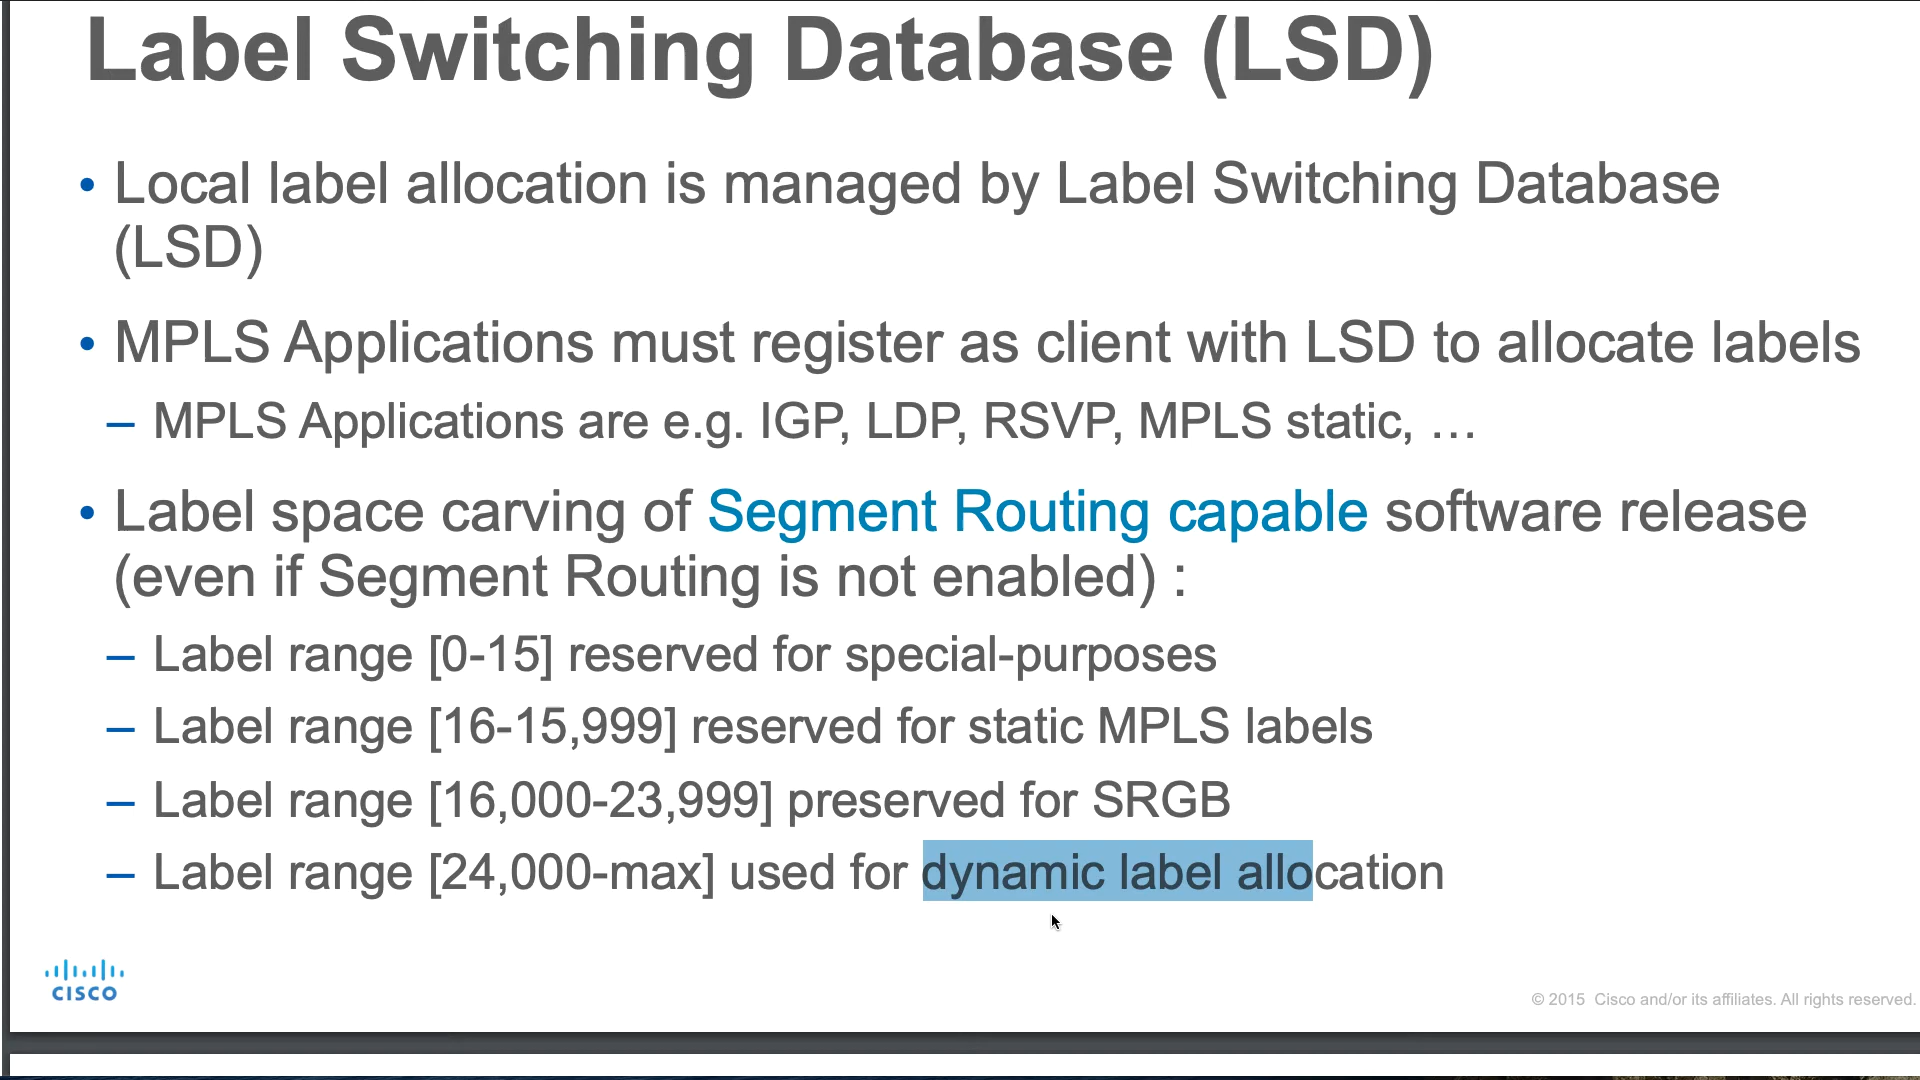 Label Switching Database (LSD)
• Local label allocation is managed by Label Switching Database
(LSD)
• MPLS Applications must register as client with LSD to allocate labels
– MPLS Applications are e.g. IGP, LDP, RSVP, MPLS static, …
• Label space carving of Segment Routing capable software release
(even if Segment Routing is not enabled) :
– Label range [0-15] reserved for special-purposes
– Label range [16-15,999] reserved for static MPLS labels
– Label range [16,000-23,999] preserved for SRGB
– Label range [24,000-max] used for dynamic label allocation
CISCO
© 2015 Cisco and/or its affiliates. All rights reserved.